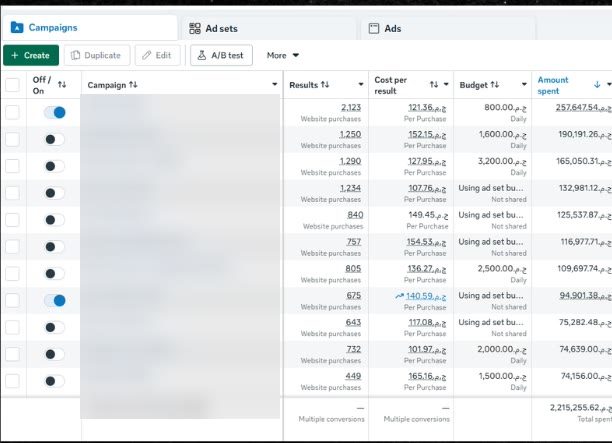 Campaigns
Ad sets
Ads
+ Create
Duplicate
Edit
A/B test
More
Off / On
Campaign
Results
Cost per result
Budget
Amount spent
2,123 ج.م.121.36 ج.م.800.00 ج.م.257,647.54
Website purchases Per Purchase Daily
1,250 ج.م.152.15 ج.م.1,600.00 ج.م.190,191.26
Website purchases Per Purchase Daily
1,290 ج.م.127.95 ج.م.3,200.00 ج.م.165,050.31
Website purchases Per Purchase Daily
1,234 ج.م.107.76 Using ad set bu... ج.م.132,981.12
Website purchases Per Purchase Not shared
840 ج.م.149.45 Using ad set bu... ج.م.125,537.87
Website purchases Per Purchase Not shared
757 ج.م.154.53 Using ad set bu... ج.م.116,977.71
Website purchases Per Purchase Not shared
805 ج.م.136.27 ج.م.2,500.00 ج.م.109,697.74
Website purchases Per Purchase Daily
675 ج.م.140.59 Using ad set bu... ج.م.94,901.38
Website purchases Per Purchase Not shared
643 ج.م.117.08 Using ad set bu... ج.م.75,282.48
Website purchases Per Purchase Not shared
732 ج.م.101.97 ج.م.2,000.00 ج.م.74,639.00
Website purchases Per Purchase Daily
449 ج.م.165.16 ج.م.1,500.00 ج.م.74,156.00
Website purchases Per Purchase Daily
— — ج.م.2,215,255.62
Multiple conversions Multiple conversions Total spent